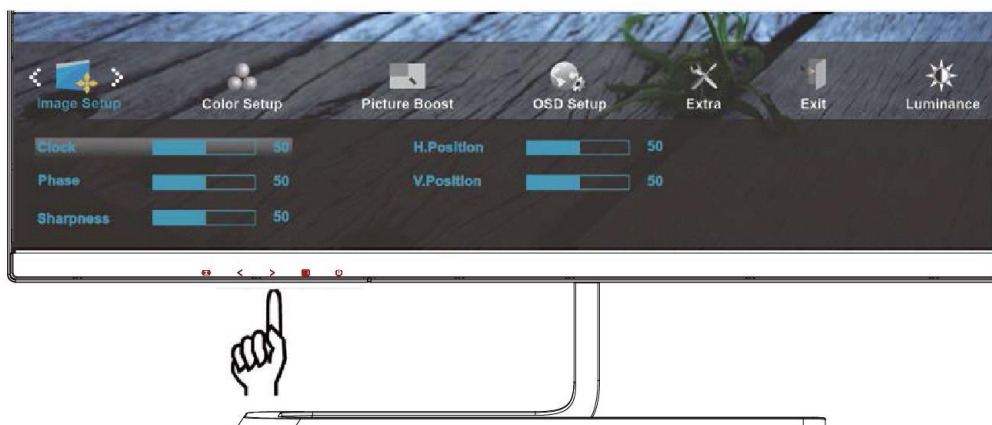 Image Setup Color Setup Picture Boost OSD Setup Extra Exit Luminance
Clock 50 H.Position 50
Phase 50 V.Position 50
Sharpness 50